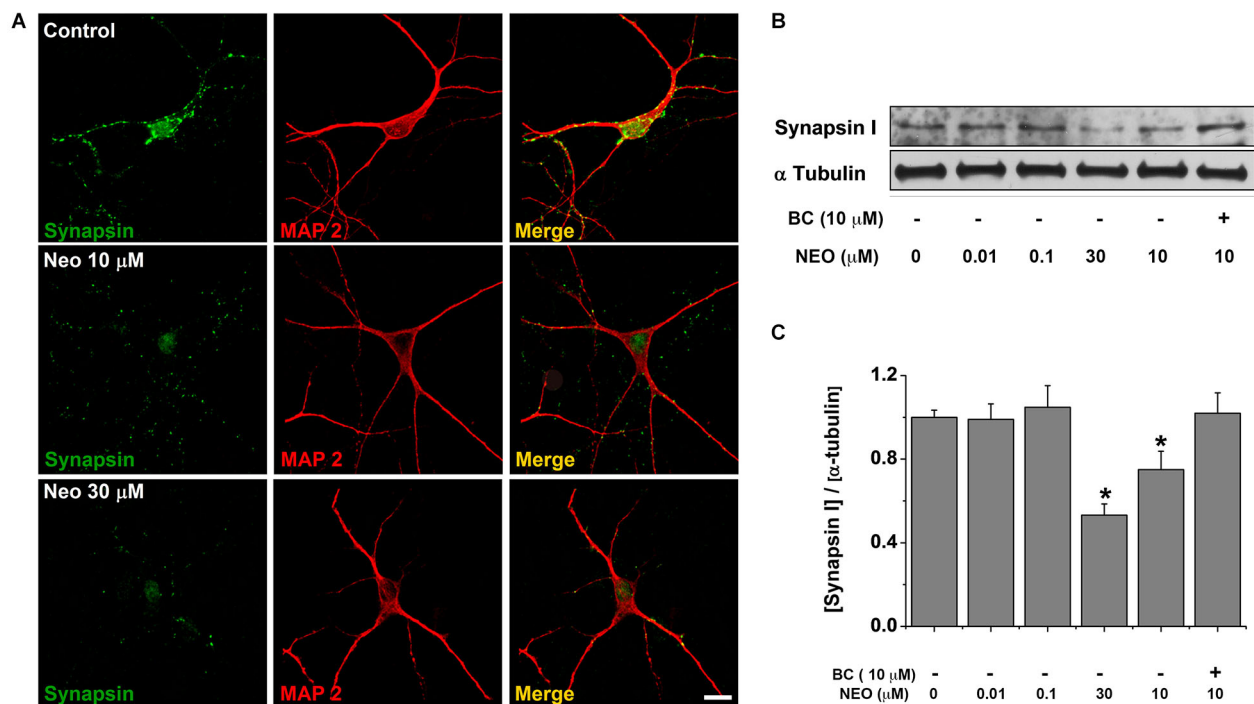 A
Control
Synapsin
MAP 2
Merge
Neo 10 μM
Synapsin
MAP 2
Merge
Neo 30 μM
Synapsin
MAP 2
Merge
B
Synapsin I
α Tubulin
BC (10 μM) - - - - - +
NEO (μM) 0 0.01 0.1 30 10 10
C
[Synapsin I] / [α-tubulin]
1.2
0.8
0.4
0.0
* *
BC ( 10 μM) - - - - - +
NEO (μM) 0 0.01 0.1 30 10 10